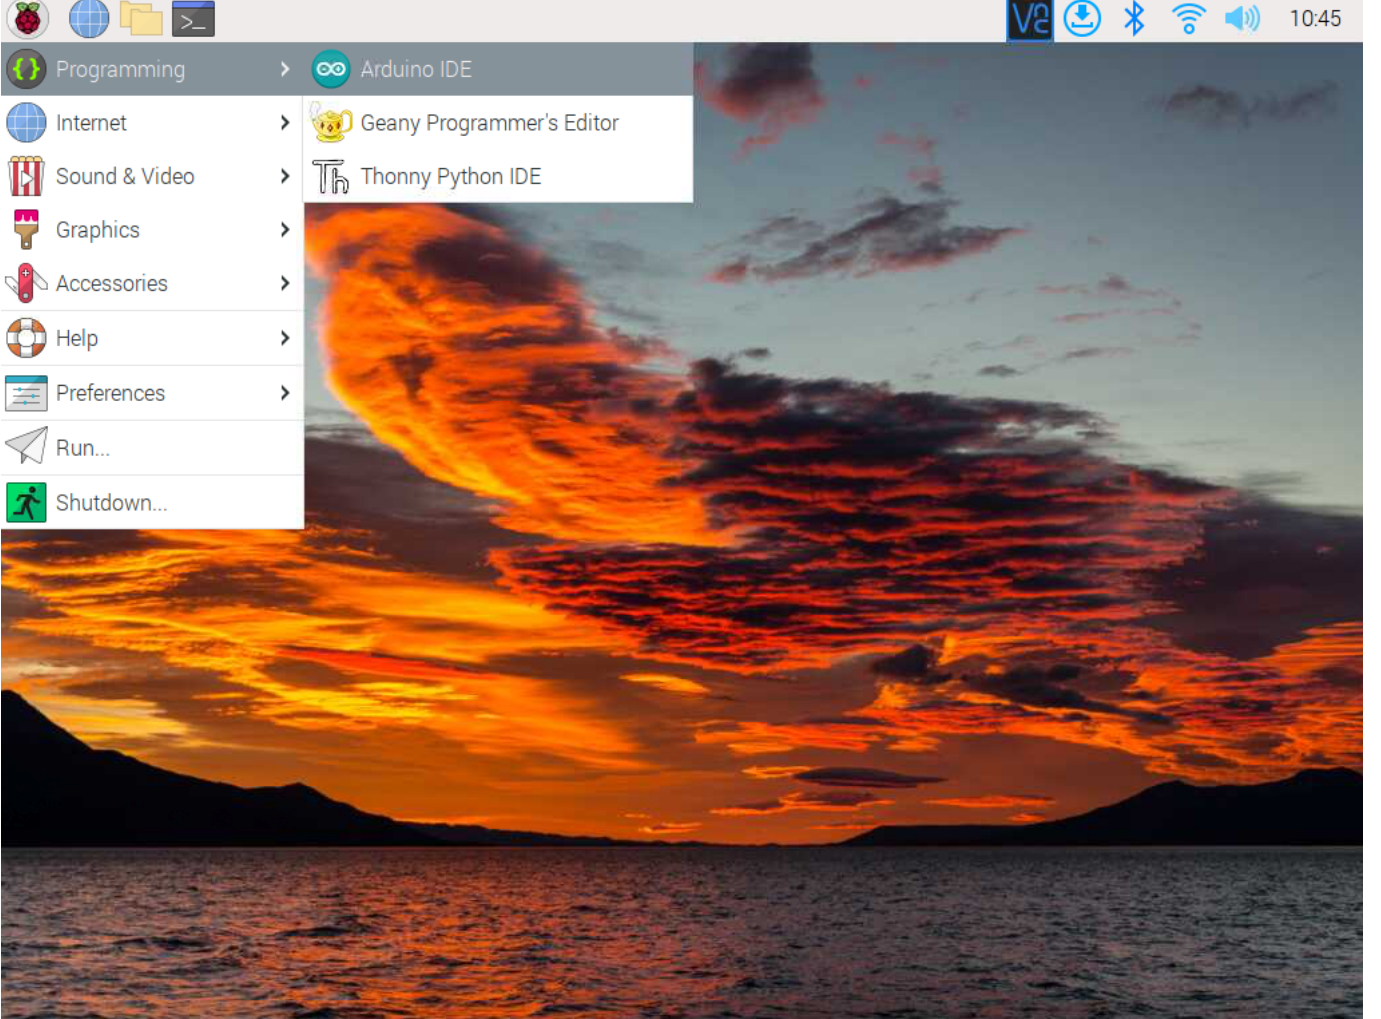 >_
VNC
10:45
Programming
Arduino IDE
Internet
Geany Programmer's Editor
Sound & Video
Thonny Python IDE
Graphics
Accessories
Help
Preferences
Run...
Shutdown...